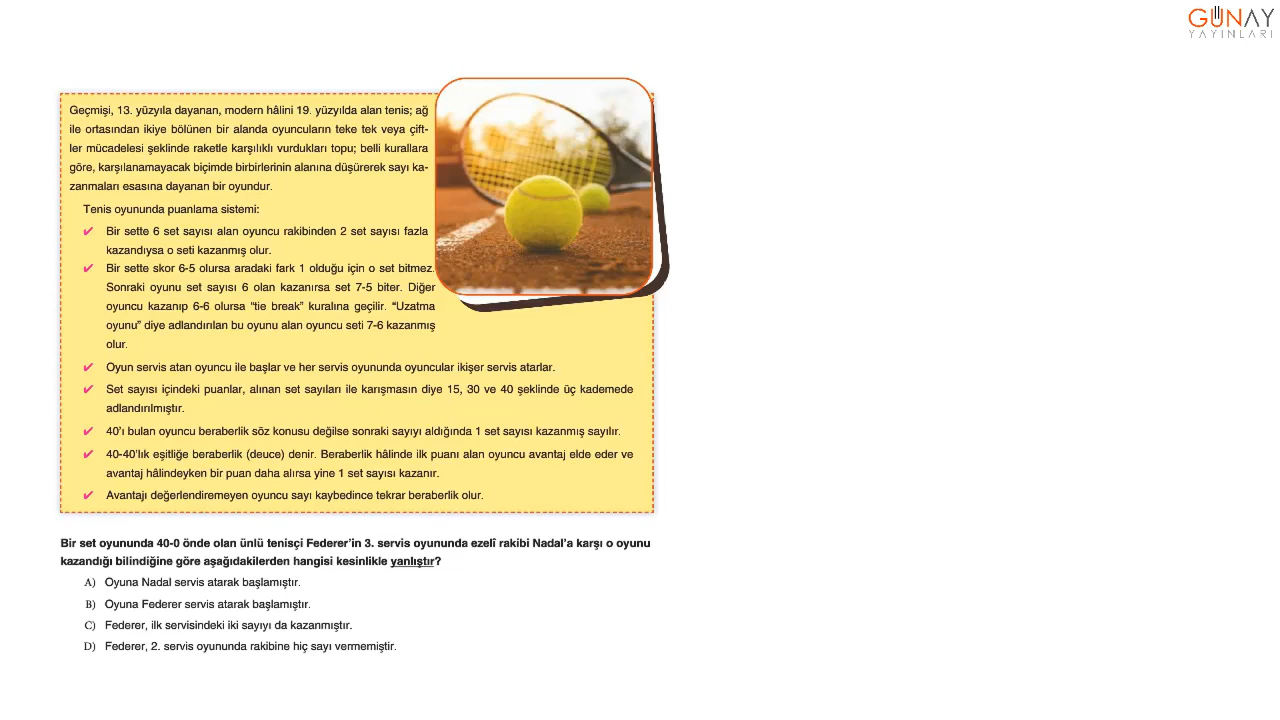 GÜNAY
YAYINLARI
Geçmişi, 13. yüzyıla dayanan, modern hâlini 19. yüzyılda alan tenis; ağ
ile ortasından ikiye bölünen bir alanda oyuncuların teke tek veya çift-
ler mücadelesi şeklinde raketle karşılıklı vurdukları topu; belli kurallara
göre, karşılanamayacak biçimde birbirlerinin alanına düşürerek sayı ka-
zanmaları esasına dayanan bir oyundur.
Tenis oyununda puanlama sistemi:
✔ Bir sette 6 set sayısı alan oyuncu rakibinden 2 set sayısı fazla
kazandıysa o seti kazanmış olur.
✔ Bir sette skor 6-5 olursa aradaki fark 1 olduğu için o set bitmez.
Sonraki oyunu set sayısı 6 olan kazanırsa set 7-5 biter. Diğer
oyuncu kazanıp 6-6 olursa "tie break" kuralına geçilir. "Uzatma
oyunu" diye adlandırılan bu oyunu alan oyuncu seti 7-6 kazanmış
olur.
✔ Oyun servis atan oyuncu ile başlar ve her servis oyununda oyuncular ikişer servis atarlar.
✔ Set sayısı içindeki puanlar, alınan set sayıları ile karışmasın diye 15, 30 ve 40 şeklinde üç kademede
adlandırılmıştır.
✔ 40'ı bulan oyuncu beraberlik söz konusu değilse sonraki sayıyı aldığında 1 set sayısı kazanmış sayılır.
✔ 40-40'lık eşitliğe beraberlik (deuce) denir. Beraberlik hâlinde ilk puanı alan oyuncu avantaj elde eder ve
avantaj hâlindeyken bir puan daha alırsa yine 1 set sayısı kazanır.
✔ Avantajı değerlendiremeyen oyuncu sayı kaybedince tekrar beraberlik olur.
Bir set oyununda 40-0 önde olan ünlü tenisçi Federer'in 3. servis oyununda ezelî rakibi Nadal'a karşı o oyunu
kazandığı bilindiğine göre aşağıdakilerden hangisi kesinlikle yanlıştır?
A) Oyuna Nadal servis atarak başlamıştır.
B) Oyuna Federer servis atarak başlamıştır.
C) Federer, ilk servisindeki iki sayıyı da kazanmıştır.
D) Federer, 2. servis oyununda rakibine hiç sayı vermemiştir.